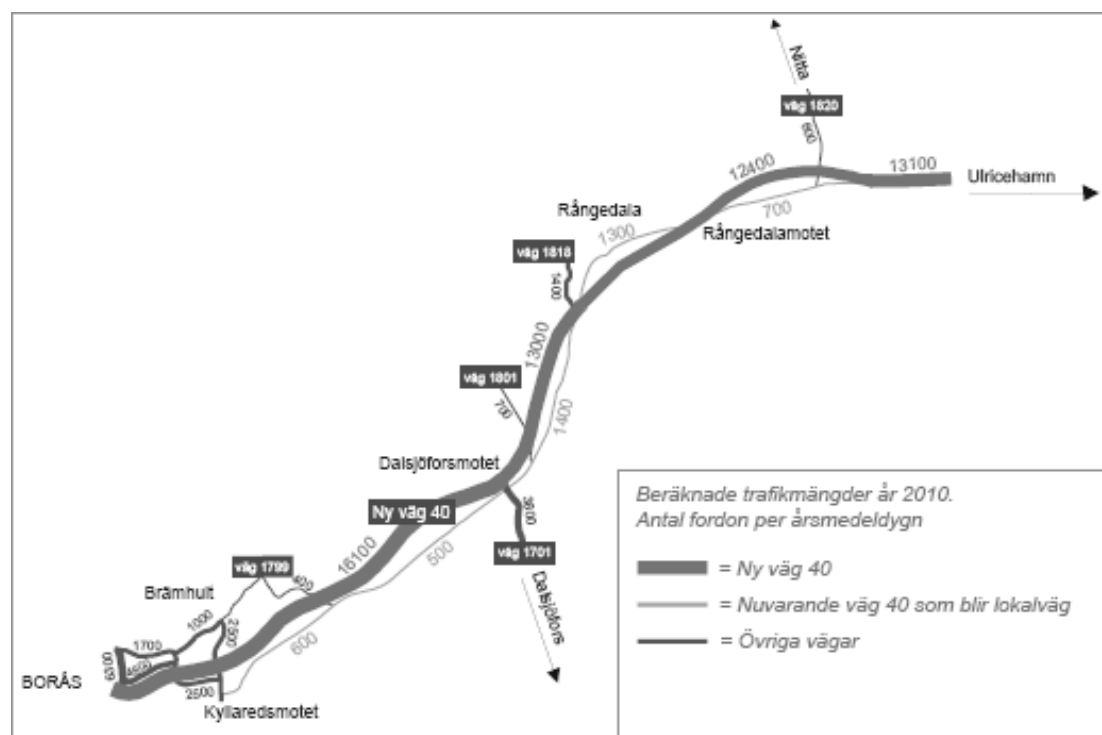 Nitta
väg 1820
600
12400
13100
Ulricehamn
700
Rångedala
1300
Rångedalamotet
väg 1818
1400
13000
väg 1801
700
1400
Dalsjöforsmotet
Ny väg 40
3600
500
väg 1701
16100
Dalsjöfors
väg 1799
400
Brämhult
1000
2500
600
1700
4500
BORÅS
2600
Kyllaredsmotet
Beräknade trafikmängder år 2010.
Antal fordon per årsmedeldygn
= Ny väg 40
= Nuvarande väg 40 som blir lokalväg
= Övriga vägar